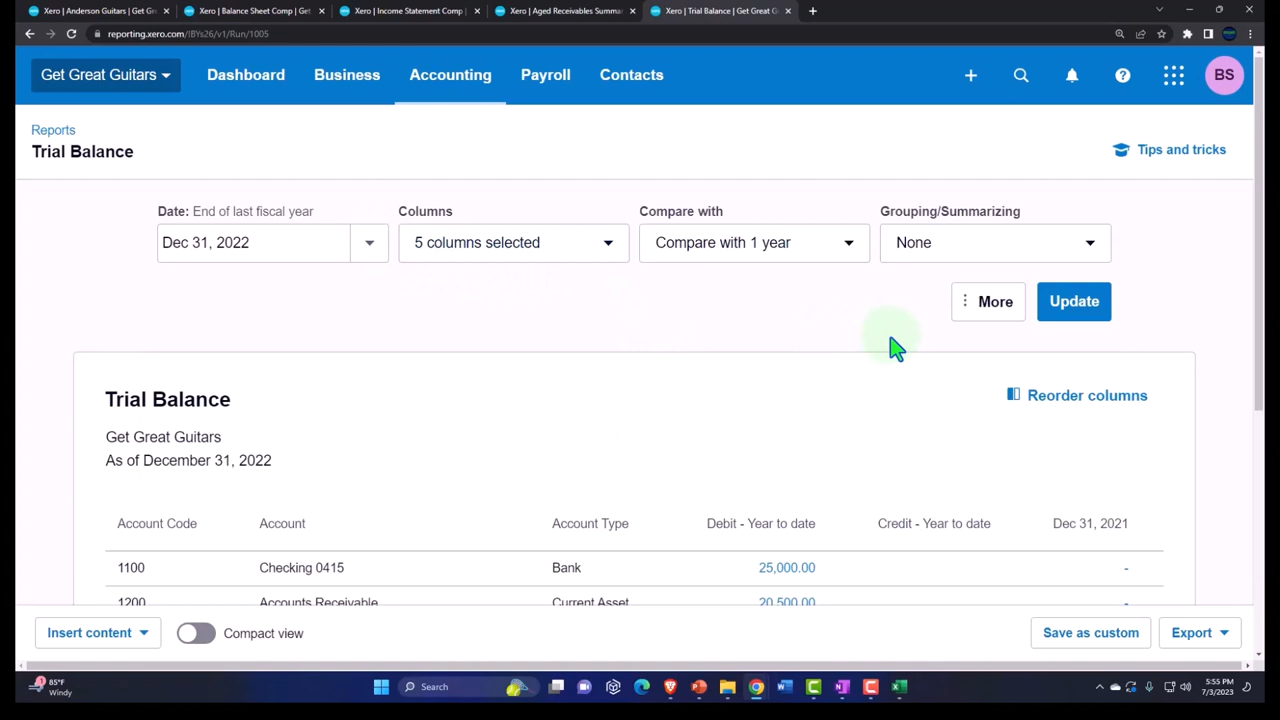 Xero | Anderson Guitars | Get Gr
Xero | Balance Sheet Comp | Get
Xero | Income Statement Comp |
Xero | Aged Receivables Summa
Xero | Trial Balance | Get Great G
reporting.xero.com/!BYs26/v1/Run/1005
Get Great Guitars
Dashboard
Business
Accounting
Payroll
Contacts
BS
Reports
Trial Balance
Tips and tricks
Date: End of last fiscal year
Columns
Compare with
Grouping/Summarizing
Dec 31, 2022
5 columns selected
Compare with 1 year
None
More
Update
Trial Balance
Reorder columns
Get Great Guitars
As of December 31, 2022
Account Code Account Account Type Debit - Year to date Credit - Year to date Dec 31, 2021
1100 Checking 0415 Bank 25,000.00 -
1200 Accounts Receivable Current Asset 20,500.00 -
Insert content
Compact view
Save as custom
Export
85°F
Windy
Search
5:55 PM
7/3/2023